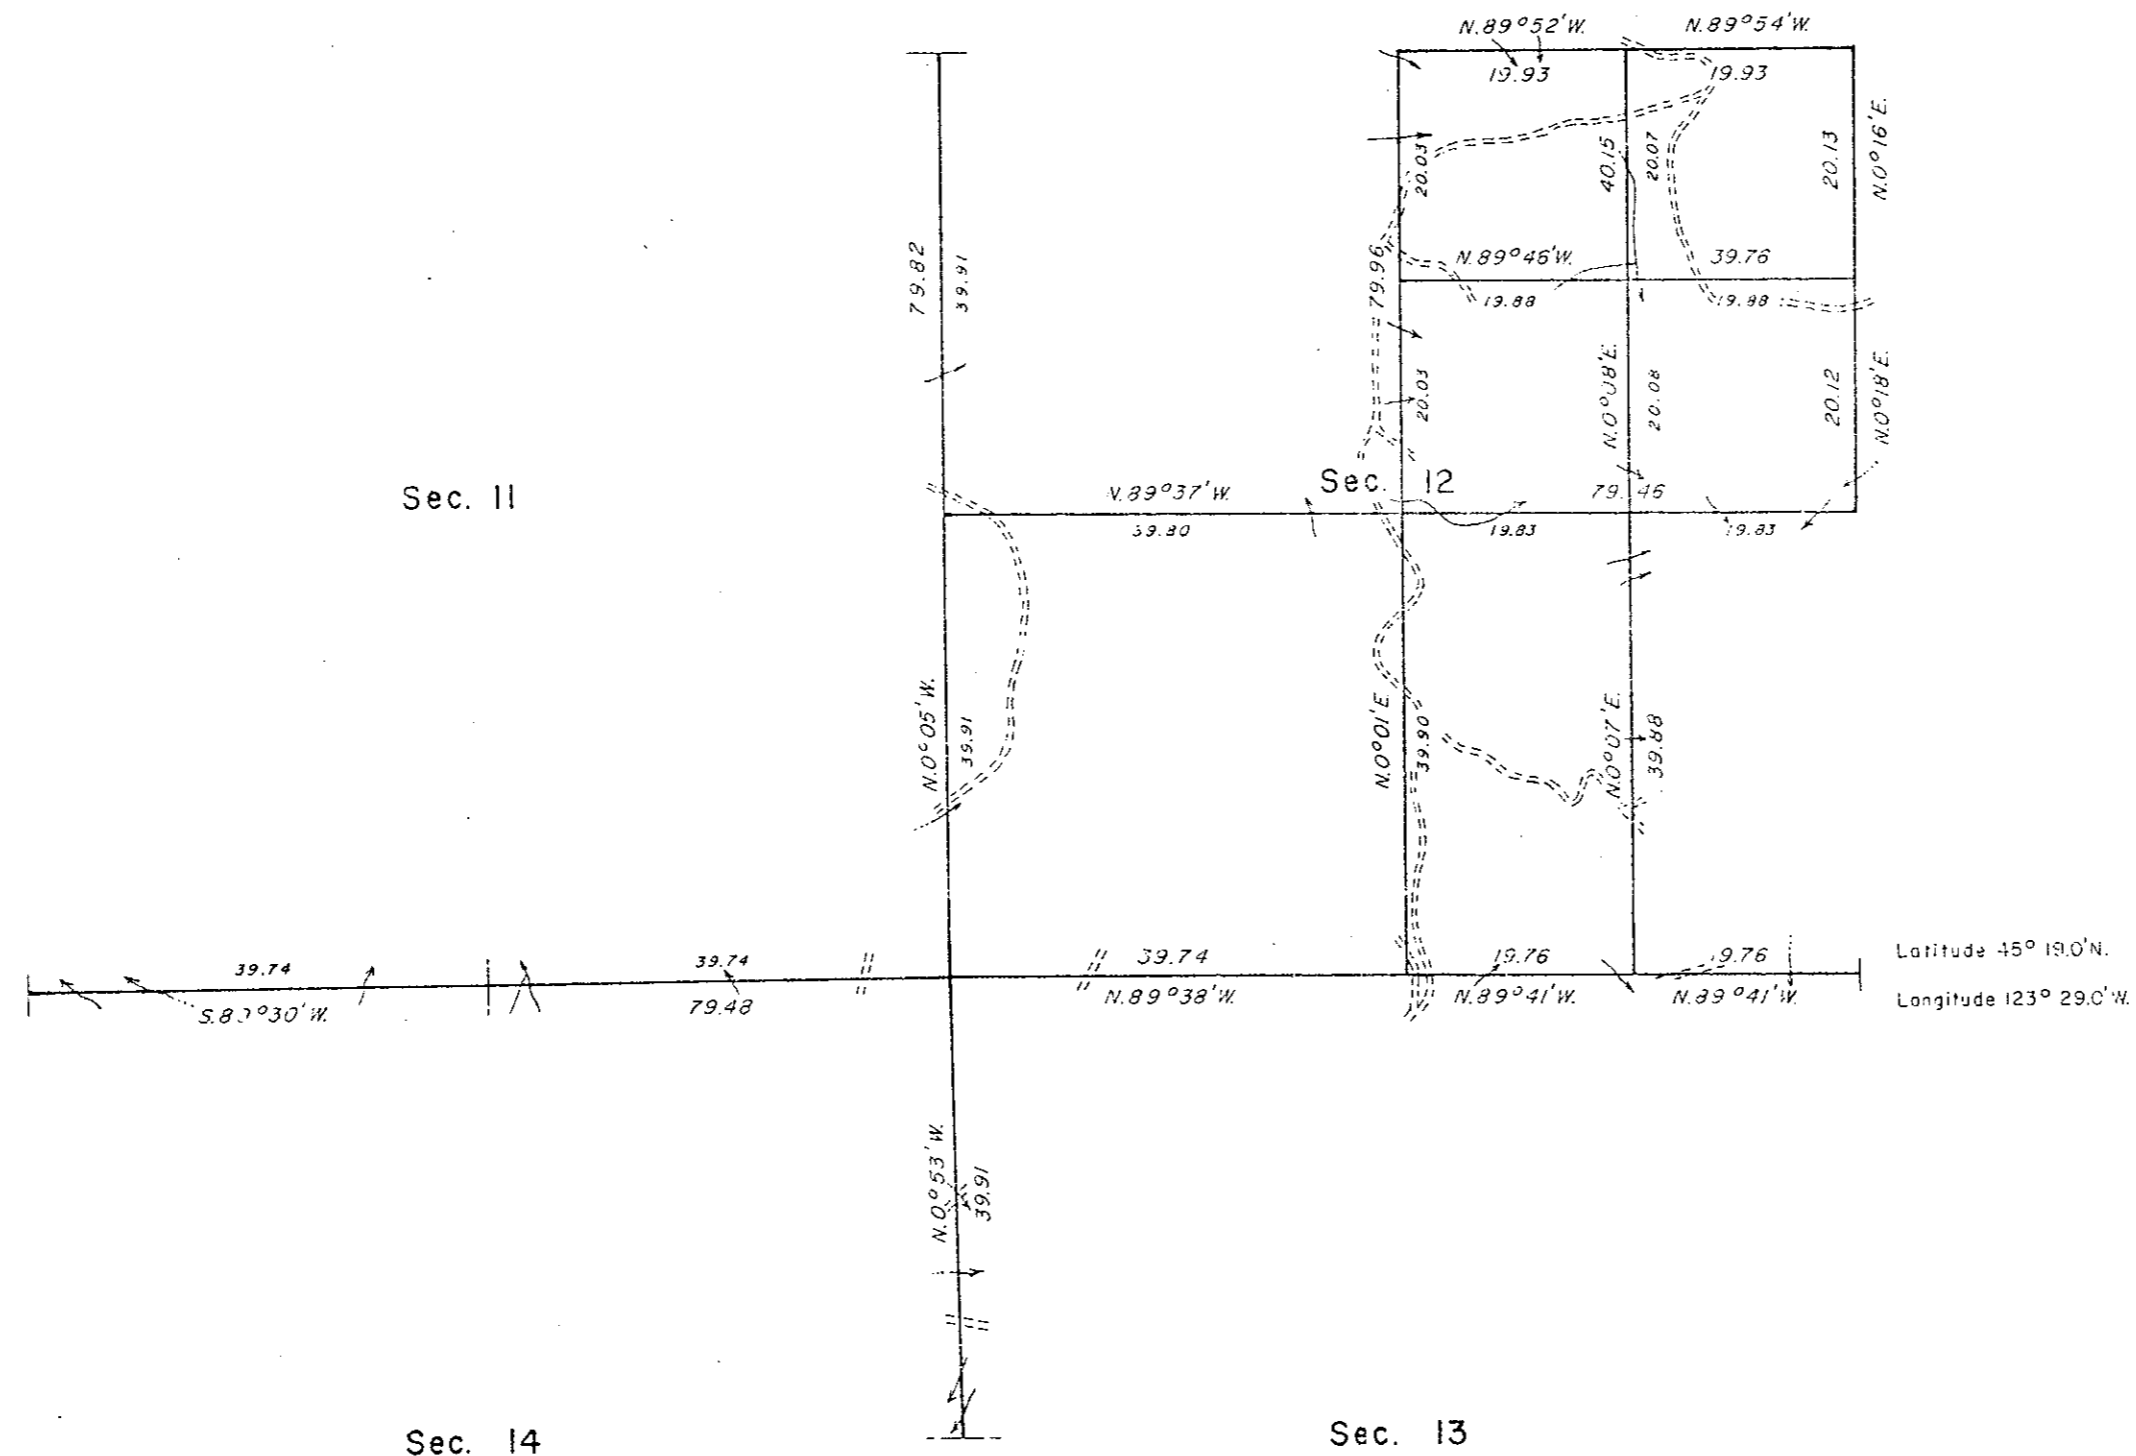 N.89°52'W.
N.89°54'W.
19.93
19.93
N.0°16'E.
20.03
40.15
20.07
20.13
79.82
39.91
79.96
N.89°46'W.
39.76
19.88
19.88
20.03
N.0°08'E.
20.08
20.12
N.0°18'E.
Sec. 11
N.89°37'W.
Sec. 12
79.46
39.80
19.83
19.83
N.0°05'W.
39.91
N.0°01'E.
39.90
N.0°07'E.
39.88
39.74
39.74
39.74
19.76
19.76
Latitude 45° 19.0'N.
79.48
N.89°38'W.
N.89°41'W.
N.89°41'W.
Longitude 123° 29.0'W.
N.0°53'W.
39.91
Sec. 14
Sec. 13